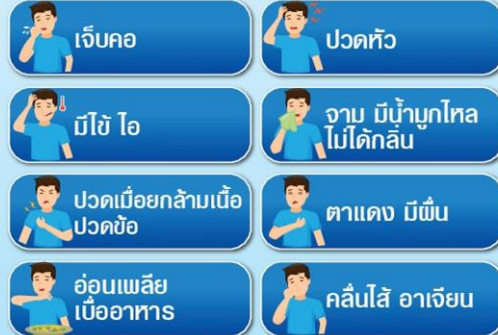 เจ็บคอ
ปวดหัว
มีไข้ ไอ
จาม มีน้ำมูกไหล
ไม่ได้กลิ่น
ปวดเมื่อยกล้ามเนื้อ
ปวดข้อ
ตาแดง มีผื่น
อ่อนเพลีย
เบื่ออาหาร
คลื่นไส้ อาเจียน